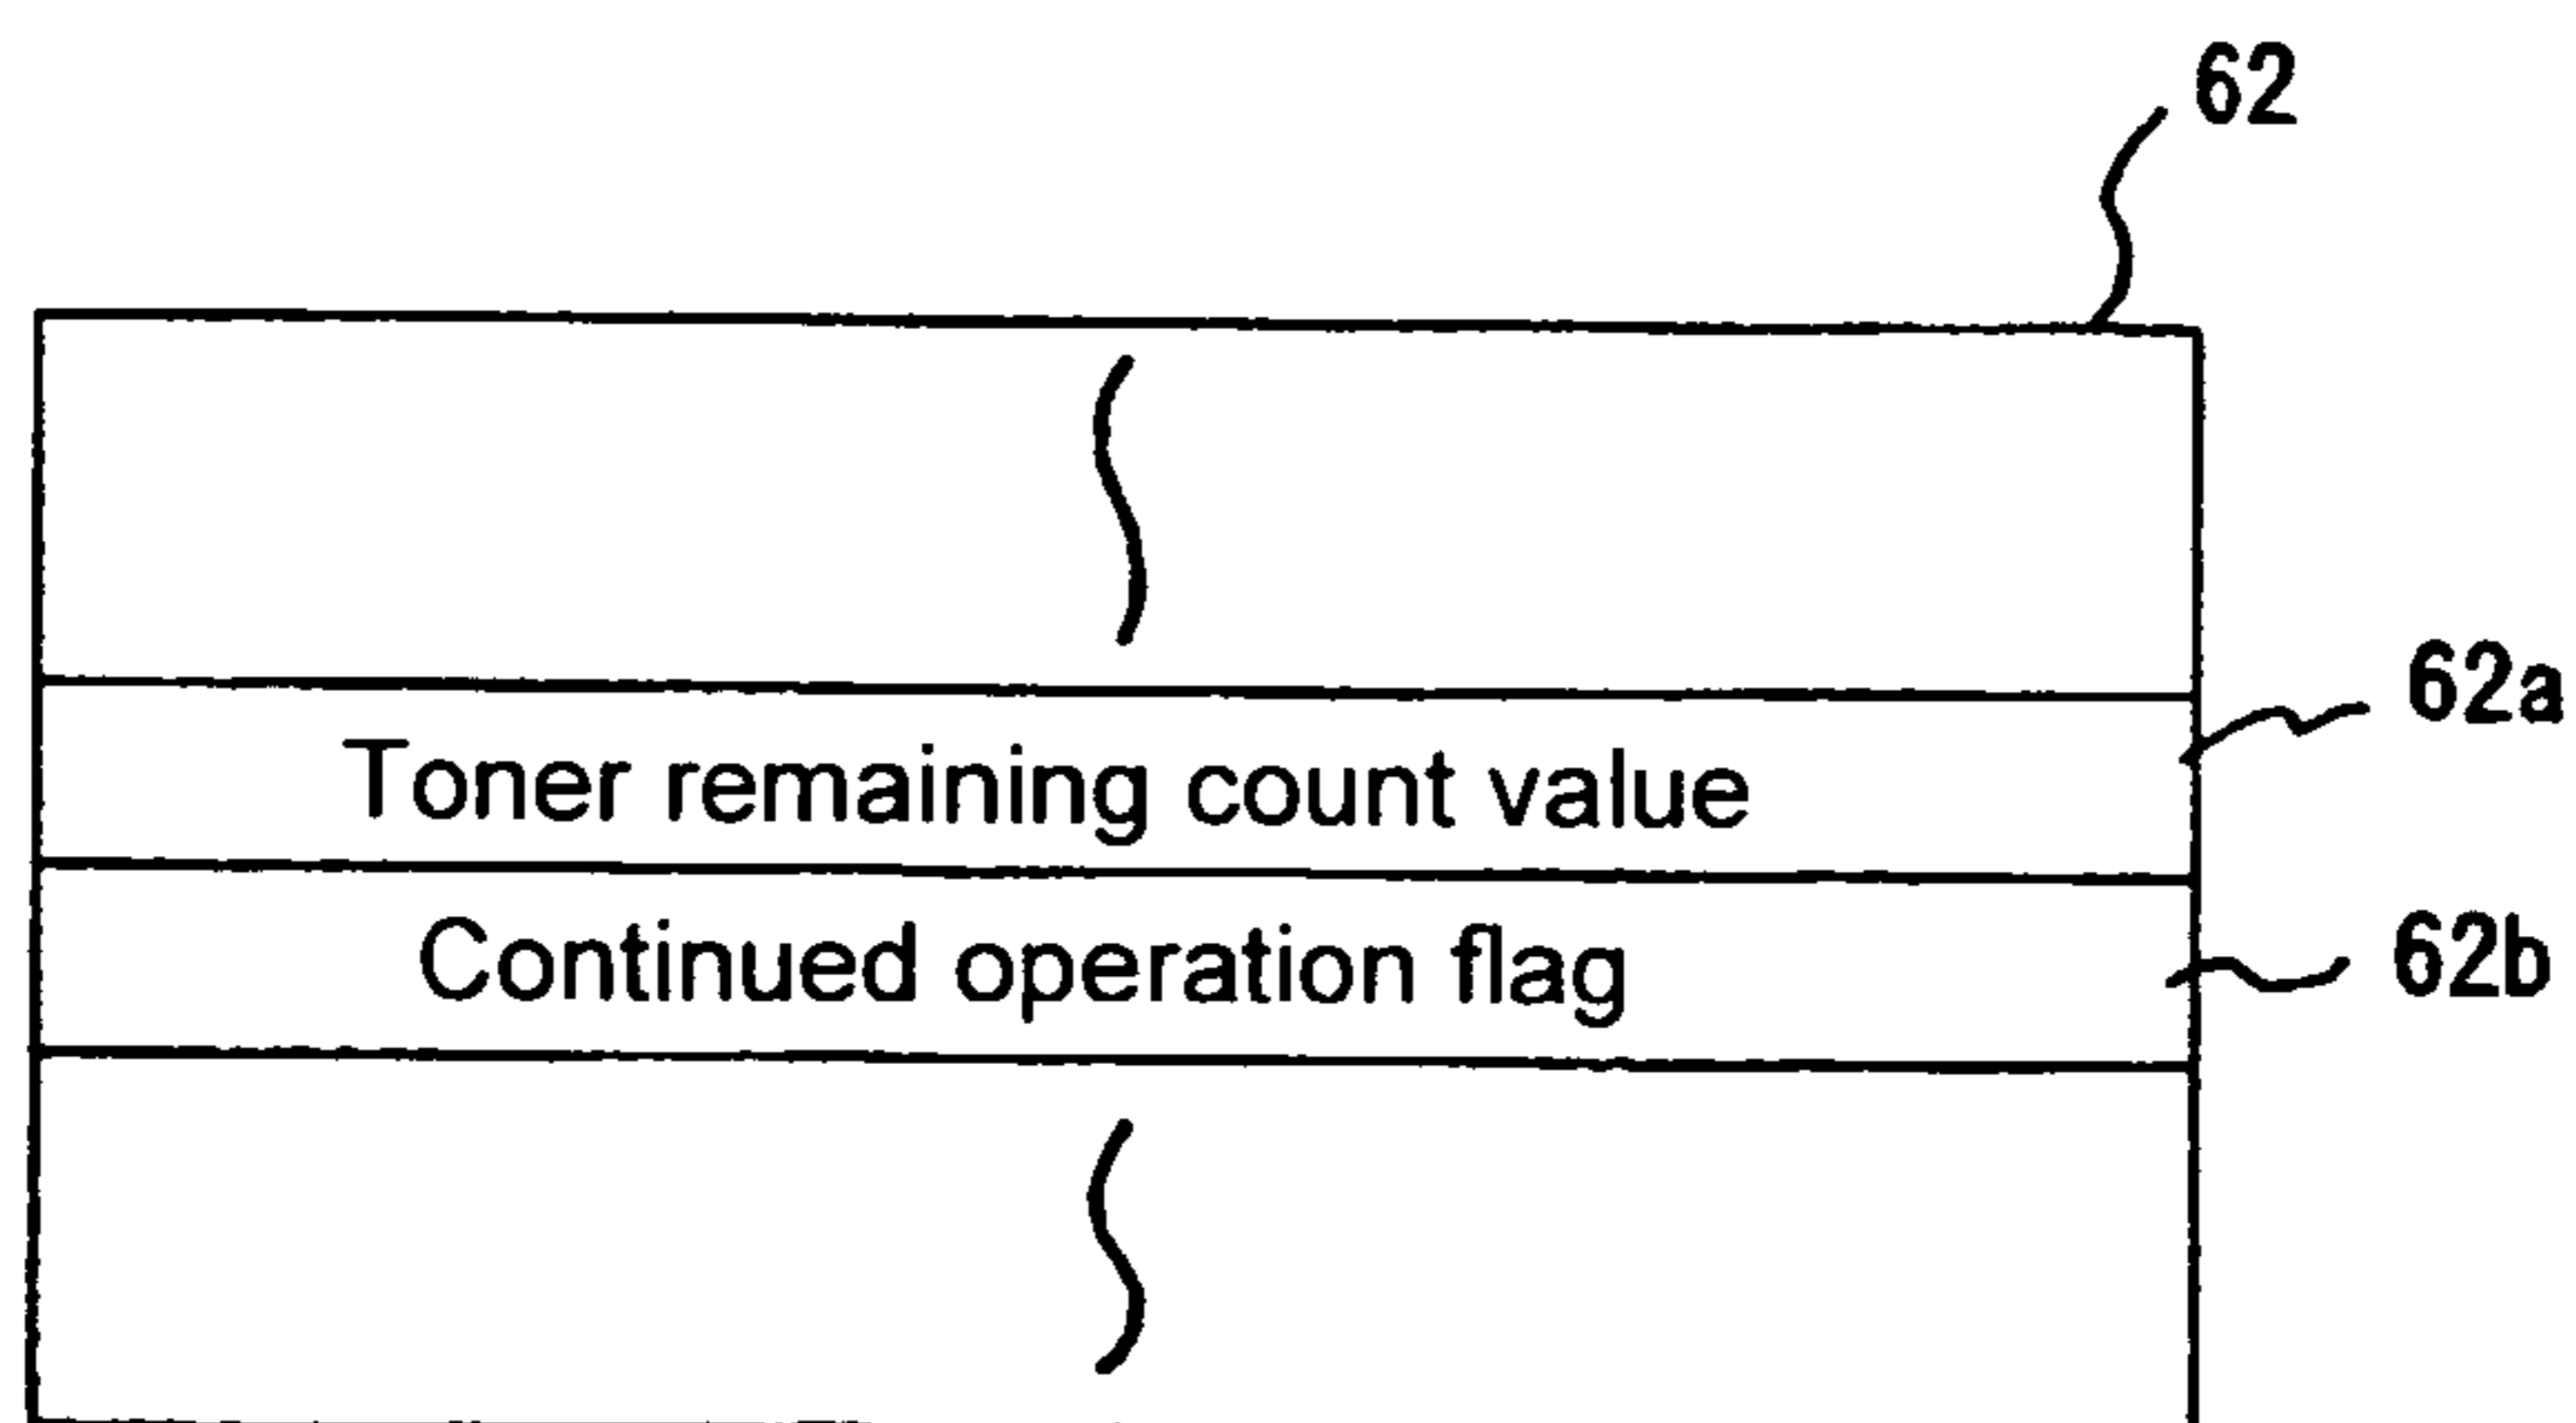 62
62a
Toner remaining count value
Continued operation flag
62b